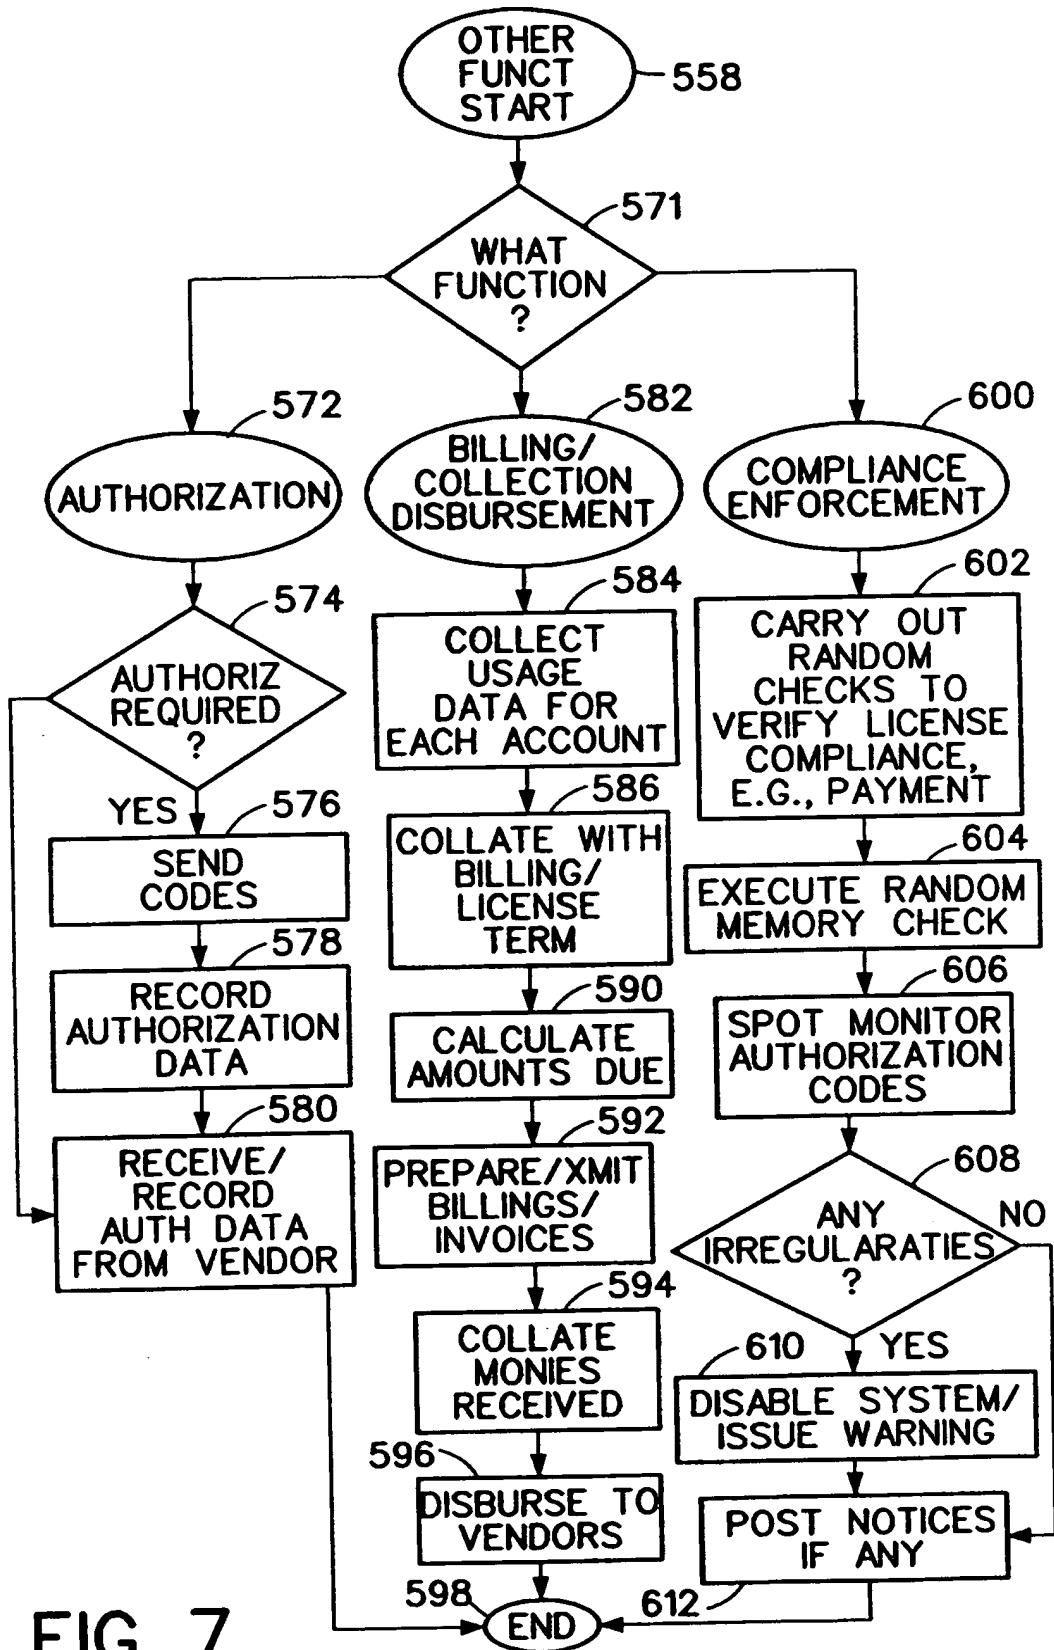 OTHER
FUNCT
START
558
571
WHAT
FUNCTION
?
572
AUTHORIZATION
574
AUTHORIZ
REQUIRED
?
YES
576
SEND
CODES
578
RECORD
AUTHORIZATION
DATA
580
RECEIVE/
RECORD
AUTH DATA
FROM VENDOR
582
BILLING/
COLLECTION
DISBURSEMENT
584
COLLECT
USAGE
DATA FOR
EACH ACCOUNT
586
COLLATE WITH
BILLING/
LICENSE
TERM
590
CALCULATE
AMOUNTS DUE
592
PREPARE/XMIT
BILLINGS/
INVOICES
594
COLLATE
MONIES
RECEIVED
596
DISBURSE TO
VENDORS
598
END
600
COMPLIANCE
ENFORCEMENT
602
CARRY OUT
RANDOM
CHECKS TO
VERIFY LICENSE
COMPLIANCE,
E.G., PAYMENT
604
EXECUTE RANDOM
MEMORY CHECK
606
SPOT MONITOR
AUTHORIZATION
CODES
608
ANY
IRREGULARATIES
?
NO
YES
610
DISABLE SYSTEM/
ISSUE WARNING
POST NOTICES
IF ANY
612
FIG. 7